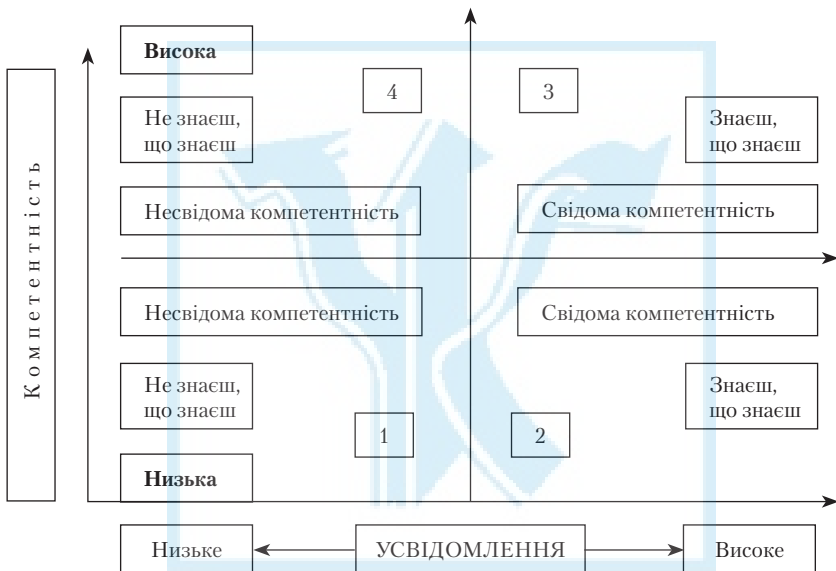 Висока
4
3
Не знаєш,
що знаєш
Знаєш,
що знаєш
Несвідома компетентність
Свідома компетентність
Компетентність
Несвідома компетентність
Свідома компетентність
Не знаєш,
що знаєш
Знаєш,
що знаєш
1
2
Низька
Низьке
УСВІДОМЛЕННЯ
Високе